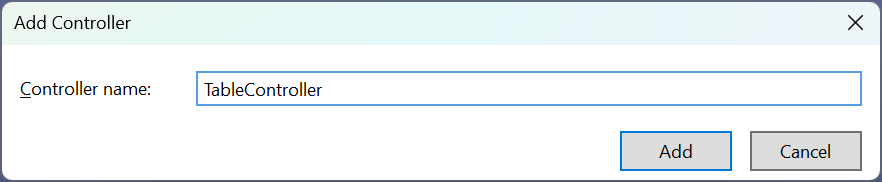 Add Controller
Controller name:
TableController
Add
Cancel